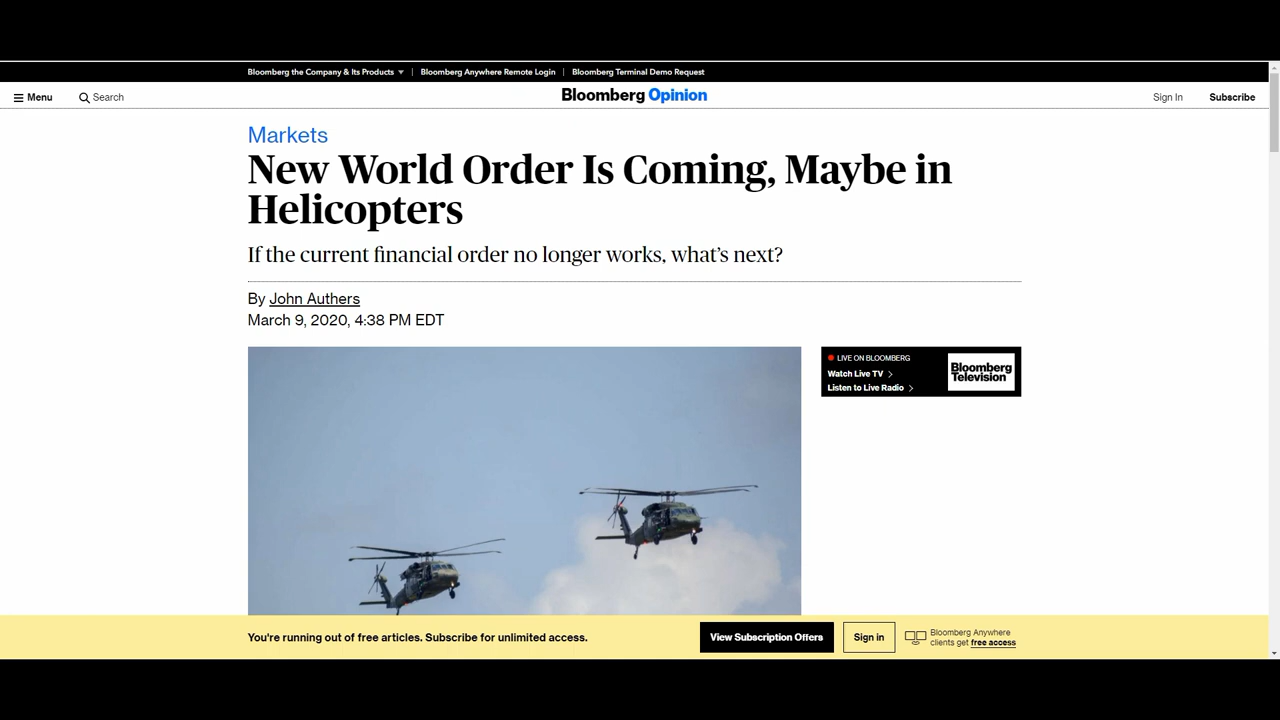 Bloomberg the Company & Its Products
Bloomberg Anywhere Remote Login
Bloomberg Terminal Demo Request
Menu
Search
Bloomberg Opinion
Sign In
Subscribe
Markets
New World Order Is Coming, Maybe in
Helicopters
If the current financial order no longer works, what's next?
By John Authers
March 9, 2020, 4:38 PM EDT
LIVE ON BLOOMBERG
Watch Live TV
Listen to Live Radio
Bloomberg
Television
You're running out of free articles. Subscribe for unlimited access.
View Subscription Offers
Sign in
Bloomberg Anywhere
clients get free access